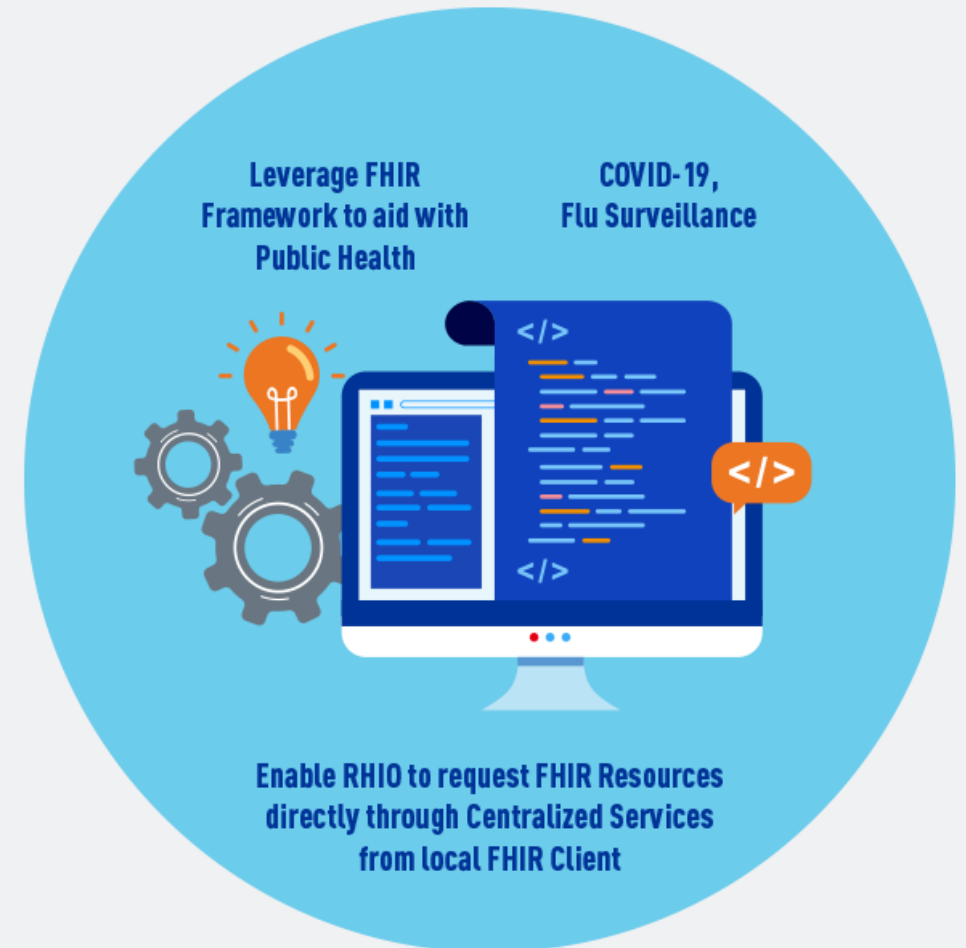 Leverage FHIR
Framework to aid with
Public Health
COVID-19,
Flu Surveillance
</>
</>
</>
Enable RHIO to request FHIR Resources
directly through Centralized Services
from local FHIR Client